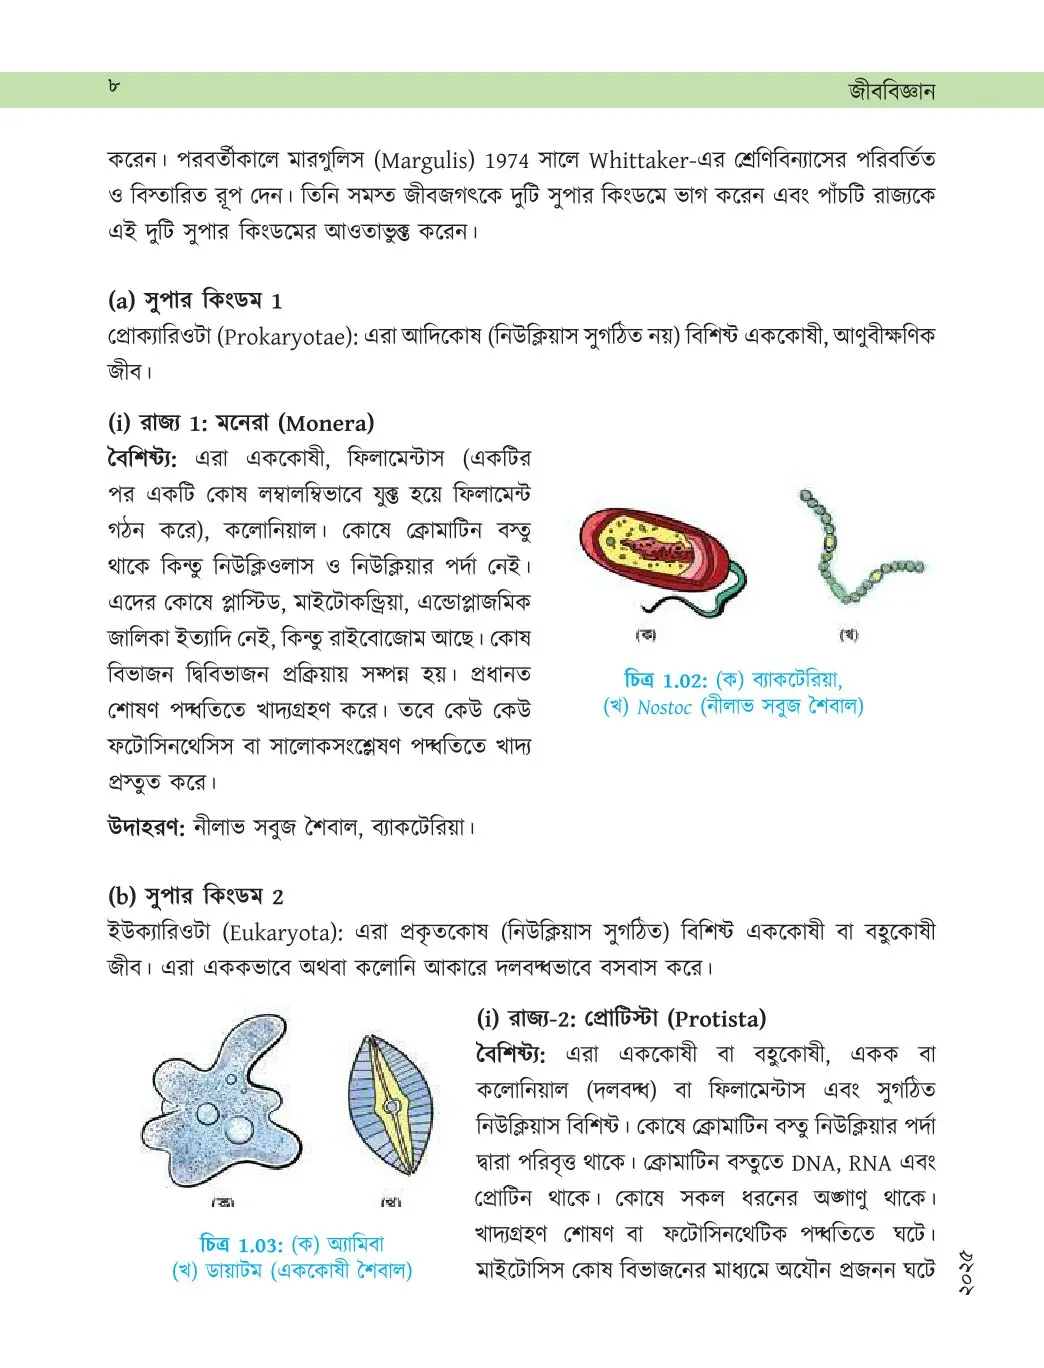 ৮
জীববিজ্ঞান
করেন। পরবর্তীকালে মারগুলিস (Margulis) 1974 সালে Whittaker-এর শ্রেণিবিন্যাসের পরিবর্তিত
ও বিস্তারিত রূপ দেন। তিনি সমস্ত জীবজগৎকে দুটি সুপার কিংডমে ভাগ করেন এবং পাঁচটি রাজ্যকে
এই দুটি সুপার কিংডমের আওতাভুক্ত করেন।
(a) সুপার কিংডম 1
প্রোক্যারিওটা (Prokaryotae): এরা আদিকোষ (নিউক্লিয়াস সুগঠিত নয়) বিশিষ্ট এককোষী, আণুবীক্ষণিক
জীব।
(i) রাজ্য 1: মনেরা (Monera)
বৈশিষ্ট্য: এরা এককোষী, ফিলামেন্টাস (একটির
পর একটি কোষ লম্বালম্বিভাবে যুক্ত হয়ে ফিলামেন্ট
গঠন করে), কলোনিয়াল। কোষে ক্রোমাটিন বস্তু
থাকে কিন্তু নিউক্লিওলাস ও নিউক্লিয়ার পর্দা নেই।
এদের কোষে প্লাস্টিড, মাইটোকন্ড্রিয়া, এন্ডোপ্লাজমিক
জালিকা ইত্যাদি নেই, কিন্তু রাইবোজোম আছে। কোষ
বিভাজন দ্বিবিভাজন প্রক্রিয়ায় সম্পন্ন হয়। প্রধানত
শোষণ পদ্ধতিতে খাদ্যগ্রহণ করে। তবে কেউ কেউ
ফটোসিনথেসিস বা সালোকসংশ্লেষণ পদ্ধতিতে খাদ্য
প্রস্তুত করে।
(ক)
(খ)
চিত্র 1.02: (ক) ব্যাকটেরিয়া,
(খ) Nostoc (নীলাভ সবুজ শৈবাল)
উদাহরণ: নীলাভ সবুজ শৈবাল, ব্যাকটেরিয়া।
(b) সুপার কিংডম 2
ইউক্যারিওটা (Eukaryota): এরা প্রকৃতকোষ (নিউক্লিয়াস সুগঠিত) বিশিষ্ট এককোষী বা বহুকোষী
জীব। এরা এককভাবে অথবা কলোনি আকারে দলবদ্ধভাবে বসবাস করে।
(ক)
(খ)
চিত্র 1.03: (ক) অ্যামিবা
(খ) ডায়াটম (এককোষী শৈবাল)
(i) রাজ্য-2: প্রোটিস্টা (Protista)
বৈশিষ্ট্য: এরা এককোষী বা বহুকোষী, একক বা
কলোনিয়াল (দলবদ্ধ) বা ফিলামেন্টাস এবং সুগঠিত
নিউক্লিয়াস বিশিষ্ট। কোষে ক্রোমাটিন বস্তু নিউক্লিয়ার পর্দা
দ্বারা পরিবৃত্ত থাকে। ক্রোমাটিন বস্তুতে DNA, RNA এবং
প্রোটিন থাকে। কোষে সকল ধরনের অঙ্গাণু থাকে।
খাদ্যগ্রহণ শোষণ বা ফটোসিনথেটিক পদ্ধতিতে ঘটে।
মাইটোসিস কোষ বিভাজনের মাধ্যমে অযৌন প্রজনন ঘটে
২০২৫